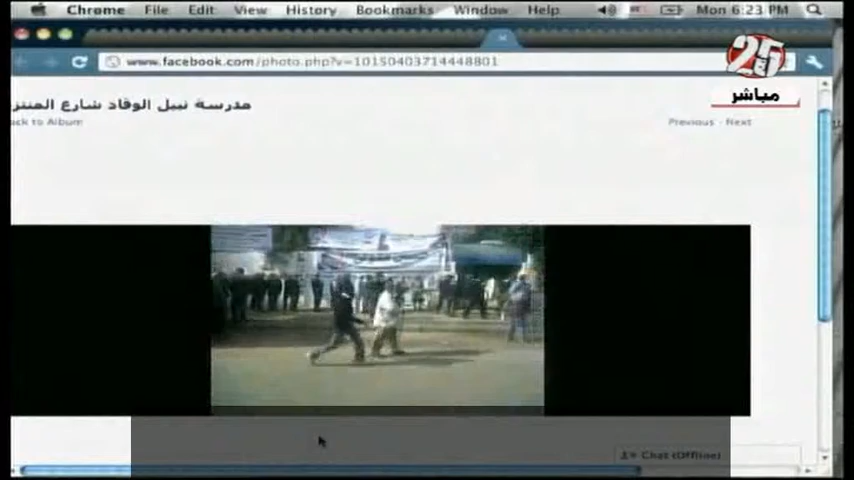 Chrome File Edit View History Bookmarks Window Help Mon 6:23 PM
www.facebook.com/photo.php?v=10150403714448801
25
مباشر
مدرسة نبيل الوقاد شارع المنتز
ack to Album
Previous - Next
Chat (Offline)